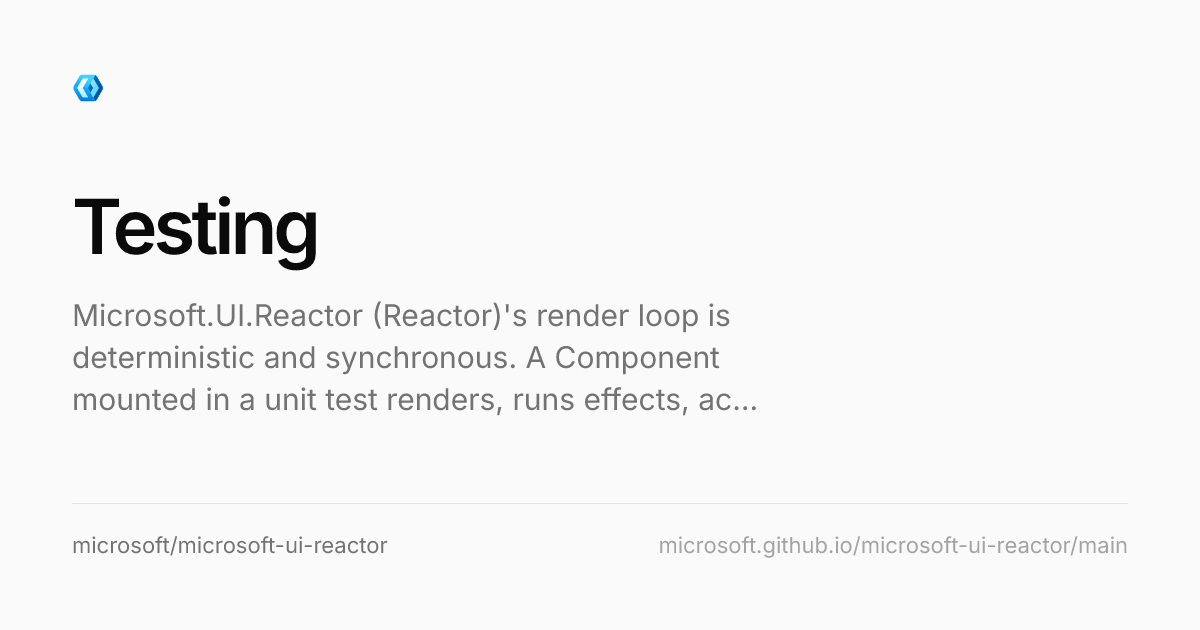 Testing
Microsoft.UI.Reactor (Reactor)'s render loop is
deterministic and synchronous. A Component
mounted in a unit test renders, runs effects, ac...
microsoft/microsoft-ui-reactor
microsoft.github.io/microsoft-ui-reactor/main